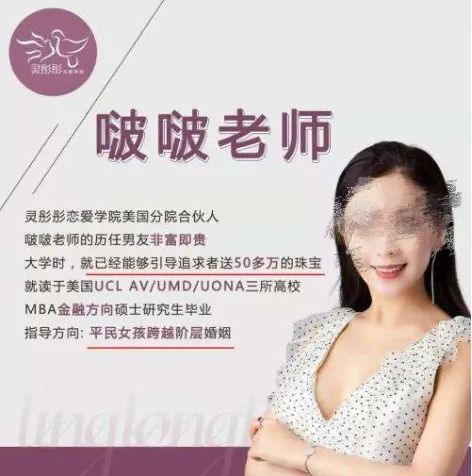 灵彤彤
啵啵老师
灵彤彤恋爱学院美国分院合伙人
啵啵老师的历任男友非富即贵
大学时，就已经能够引导追求者送50多万的珠宝
就读于美国UCL AV/UMD/UONA三所高校
MBA金融方向硕士研究生毕业
指导方向: 平民女孩跨越阶层婚姻